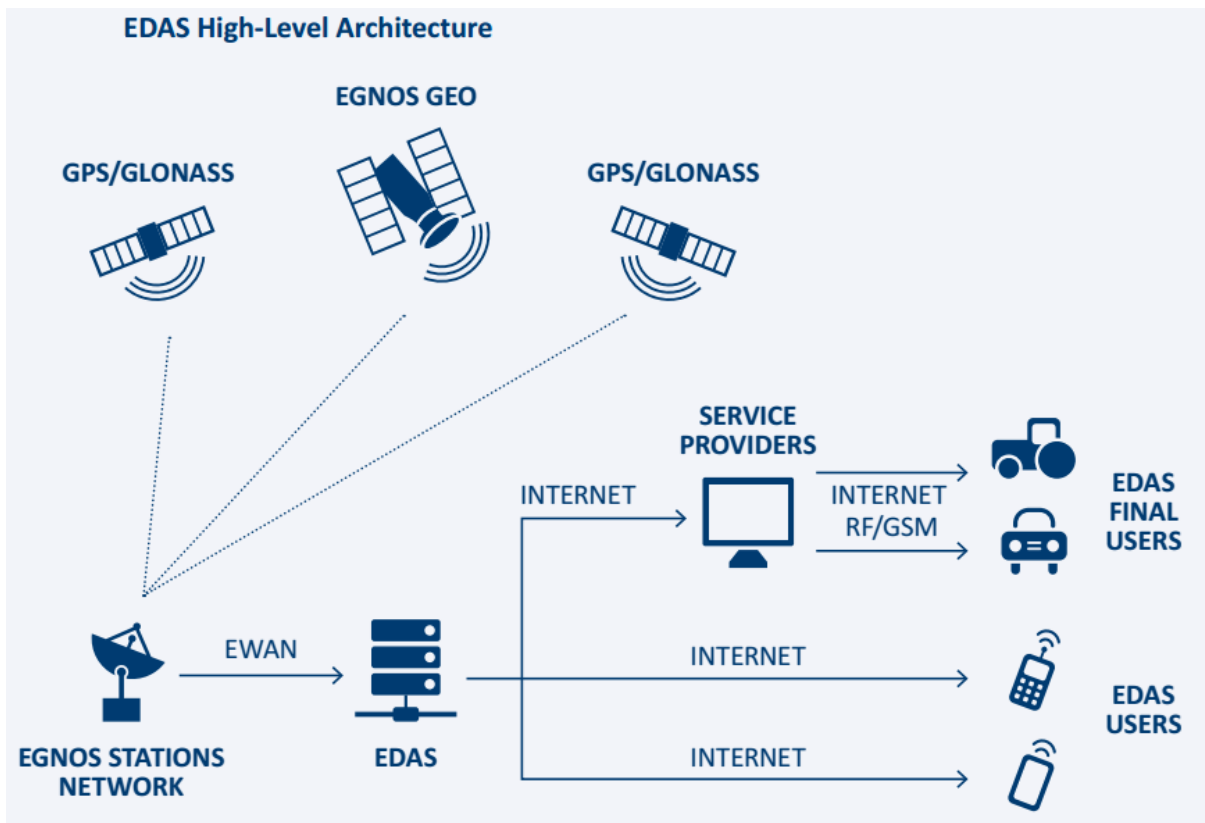 EDAS High-Level Architecture
EGNOS GEO
GPS/GLONASS
GPS/GLONASS
SERVICE
PROVIDERS
INTERNET
INTERNET
RF/GSM
EDAS
FINAL
USERS
EWAN
INTERNET
EDAS
USERS
EGNOS STATIONS
NETWORK
EDAS
INTERNET